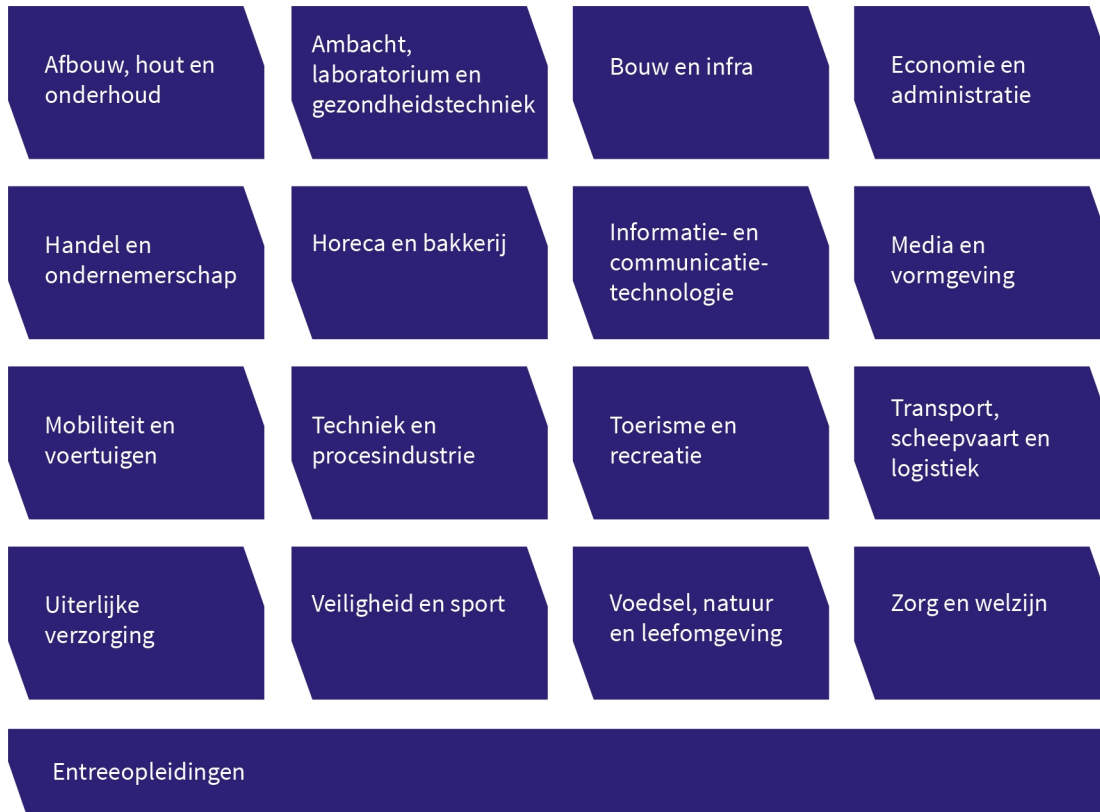 Afbouw, hout en
onderhoud
Ambacht,
laboratorium en
gezondheidstechniek
Bouw en infra
Economie en
administratie
Handel en
ondernemerschap
Horeca en bakkerij
Informatie- en
communicatie-
technologie
Media en
vormgeving
Mobiliteit en
voertuigen
Techniek en
procesindustrie
Toerisme en
recreatie
Transport,
scheepvaart en
logistiek
Uiterlijke
verzorging
Veiligheid en sport
Voedsel, natuur
en leefomgeving
Zorg en welzijn
Entreeopleidingen